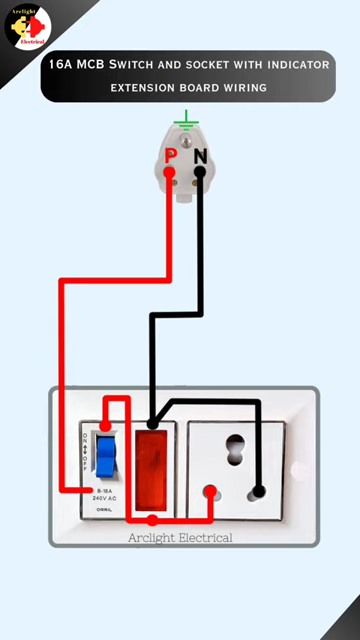 Arclight
Electrical
16A MCB Switch and socket with indicator
extension board wiring
P N
ON OFF
B-16A
240V AC
Arclight Electrical